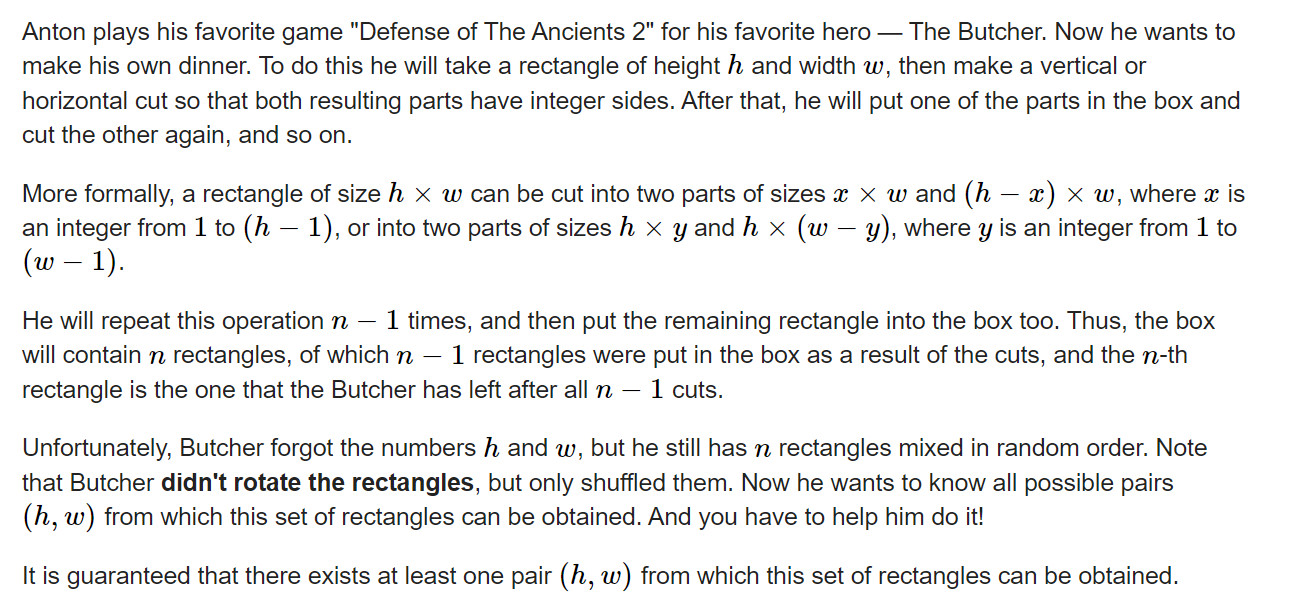 Anton plays his favorite game "Defense of The Ancients 2" for his favorite hero — The Butcher. Now he wants to
make his own dinner. To do this he will take a rectangle of height h and width w, then make a vertical or
horizontal cut so that both resulting parts have integer sides. After that, he will put one of the parts in the box and
cut the other again, and so on.
More formally, a rectangle of size h × w can be cut into two parts of sizes x × w and (h − x) × w, where x is
an integer from 1 to (h − 1), or into two parts of sizes h × y and h × (w − y), where y is an integer from 1 to
(w − 1).
He will repeat this operation n − 1 times, and then put the remaining rectangle into the box too. Thus, the box
will contain n rectangles, of which n − 1 rectangles were put in the box as a result of the cuts, and the n-th
rectangle is the one that the Butcher has left after all n − 1 cuts.
Unfortunately, Butcher forgot the numbers h and w, but he still has n rectangles mixed in random order. Note
that Butcher didn't rotate the rectangles, but only shuffled them. Now he wants to know all possible pairs
(h, w) from which this set of rectangles can be obtained. And you have to help him do it!
It is guaranteed that there exists at least one pair (h, w) from which this set of rectangles can be obtained.